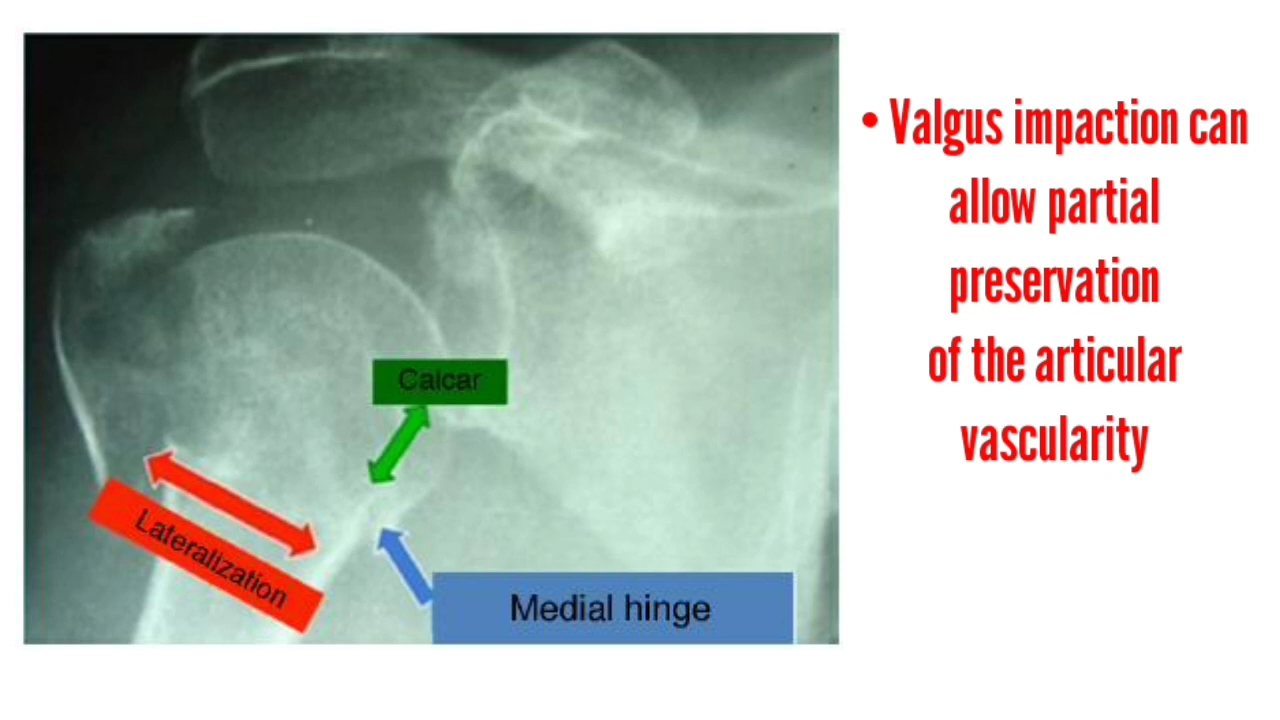 • Valgus impaction can
allow partial
preservation
of the articular
vascularity
Calcar
Lateralization
Medial hinge